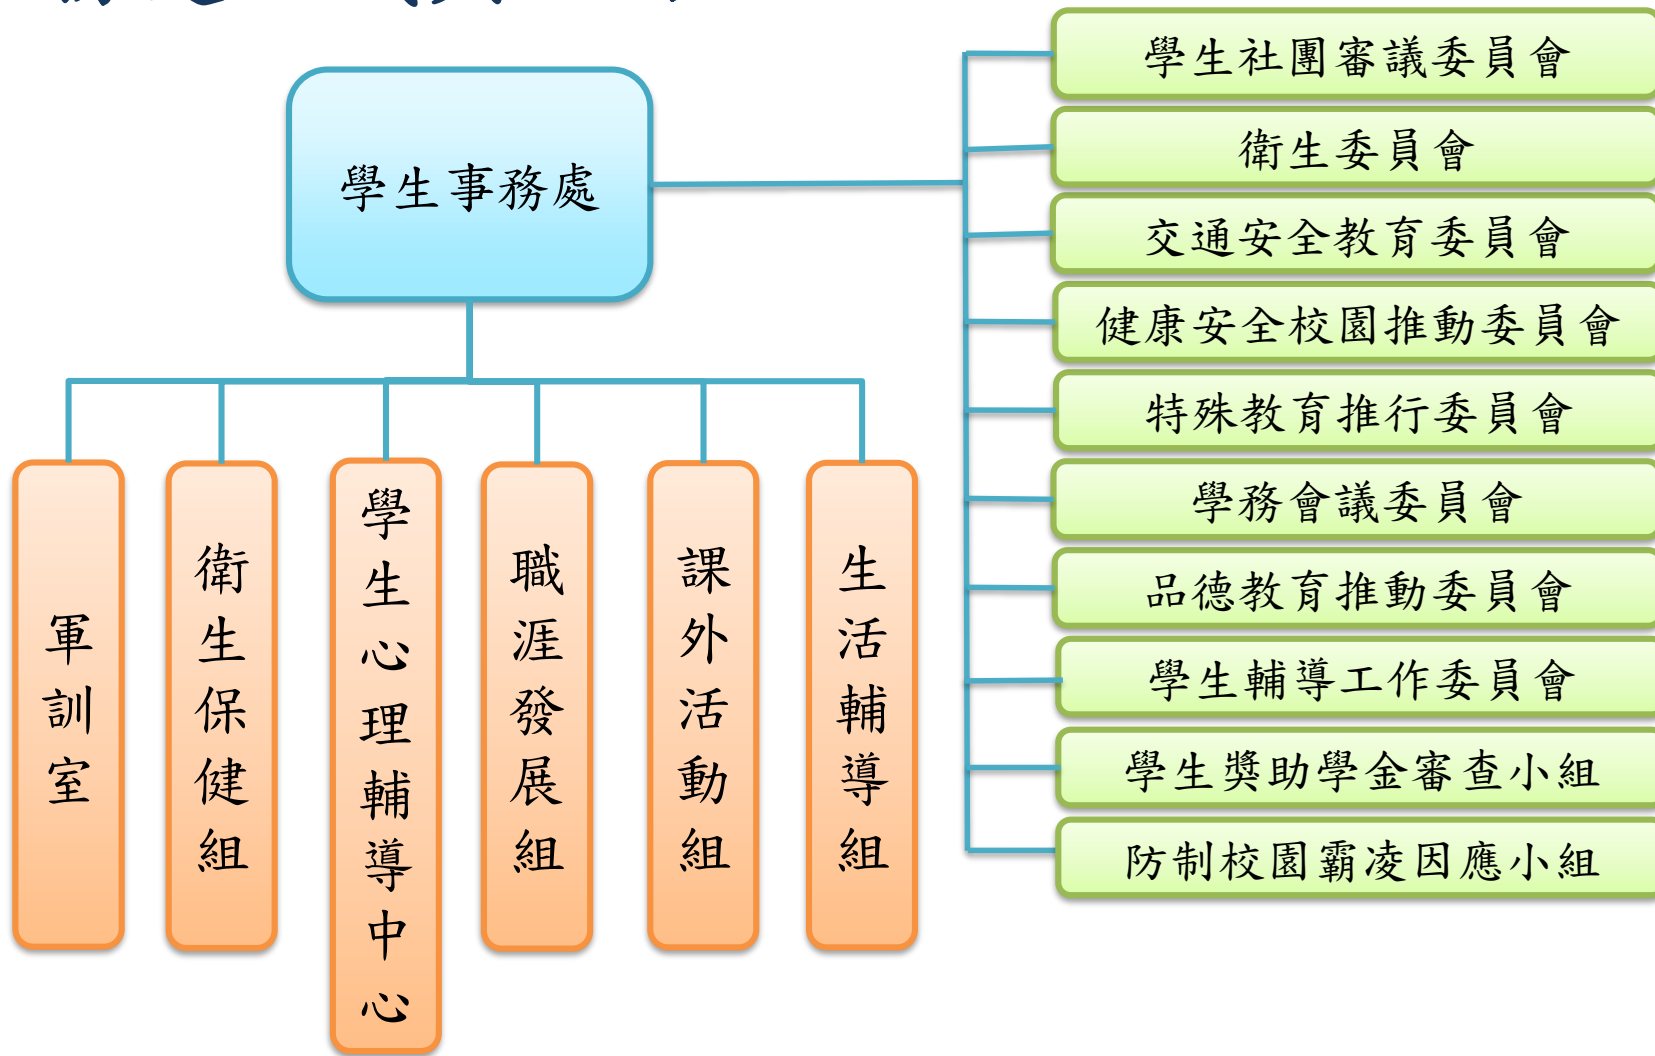 學生事務處
學生社團審議委員會
衛生委員會
交通安全教育委員會
健康安全校園推動委員會
特殊教育推行委員會
學務會議委員會
品德教育推動委員會
學生輔導工作委員會
學生獎助學金審查小組
防制校園霸凌因應小組
軍訓室
衛生保健組
學生心理輔導中心
職涯發展組
課外活動組
生活輔導組